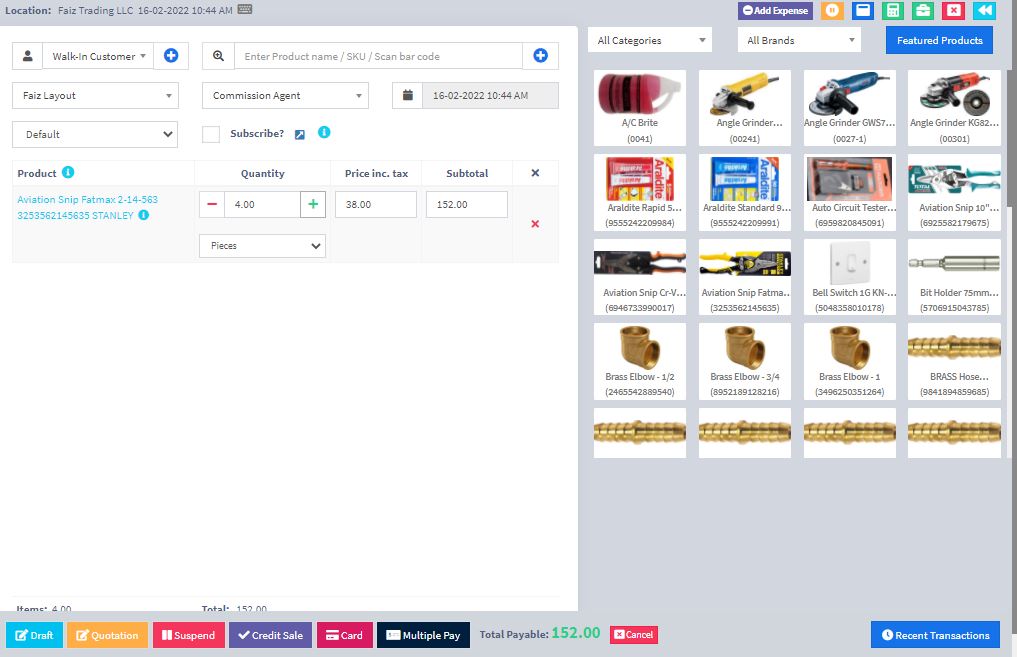 Location: Faiz Trading LLC 16-02-2022 10:44 AM
Add Expense
Walk-In Customer
Enter Product name / SKU / Scan bar code
All Categories
All Brands
Featured Products
Faiz Layout
Commission Agent
16-02-2022 10:44 AM
Default
Subscribe?
Product Quantity Price inc. tax Subtotal
Aviation Snip Fatmax 2-14-563
3253562145635 STANLEY
4.00
38.00
152.00
Pieces
Items: 4.00 Total: 152.00
A/C Brite
(0041)
Angle Grinder...
(00241)
Angle Grinder GWS7...
(0027-1)
Angle Grinder KG82...
(00301)
Araldite Rapid 5...
(9555242209984)
Araldite Standard 9...
(9555242209991)
Auto Circuit Tester...
(6959820845091)
Aviation Snip 10"...
(6925582179675)
Aviation Snip Cr-V...
(6946733990017)
Aviation Snip Fatma...
(3253562145635)
Bell Switch 1G KN-...
(5048358010178)
Bit Holder 75mm...
(5706915043785)
Brass Elbow - 1/2
(2465542889540)
Brass Elbow - 3/4
(8952189128216)
Brass Elbow - 1
(3496250351264)
BRASS Hose...
(9841894859685)
Draft
Quotation
Suspend
Credit Sale
Card
Multiple Pay
Total Payable: 152.00
Cancel
Recent Transactions